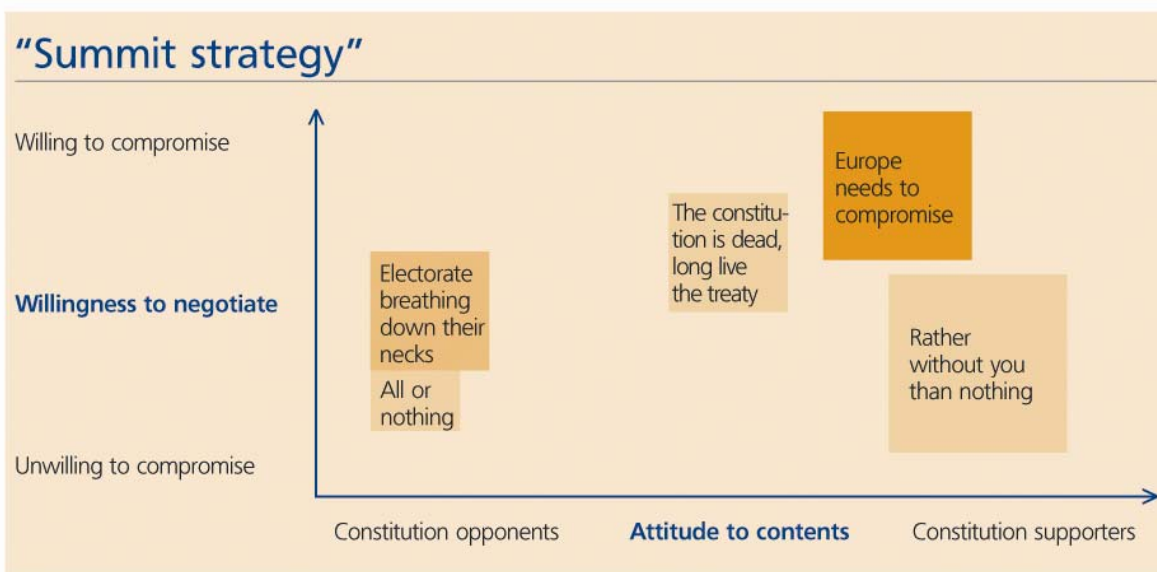 “Summit strategy”
Willing to compromise
Europe
needs to
compromise
The constitu-
tion is dead,
long live
the treaty
Electorate
breathing
down their
necks
Willingness to negotiate
Rather
without you
than nothing
All or
nothing
Unwilling to compromise
Constitution opponents
Attitude to contents
Constitution supporters